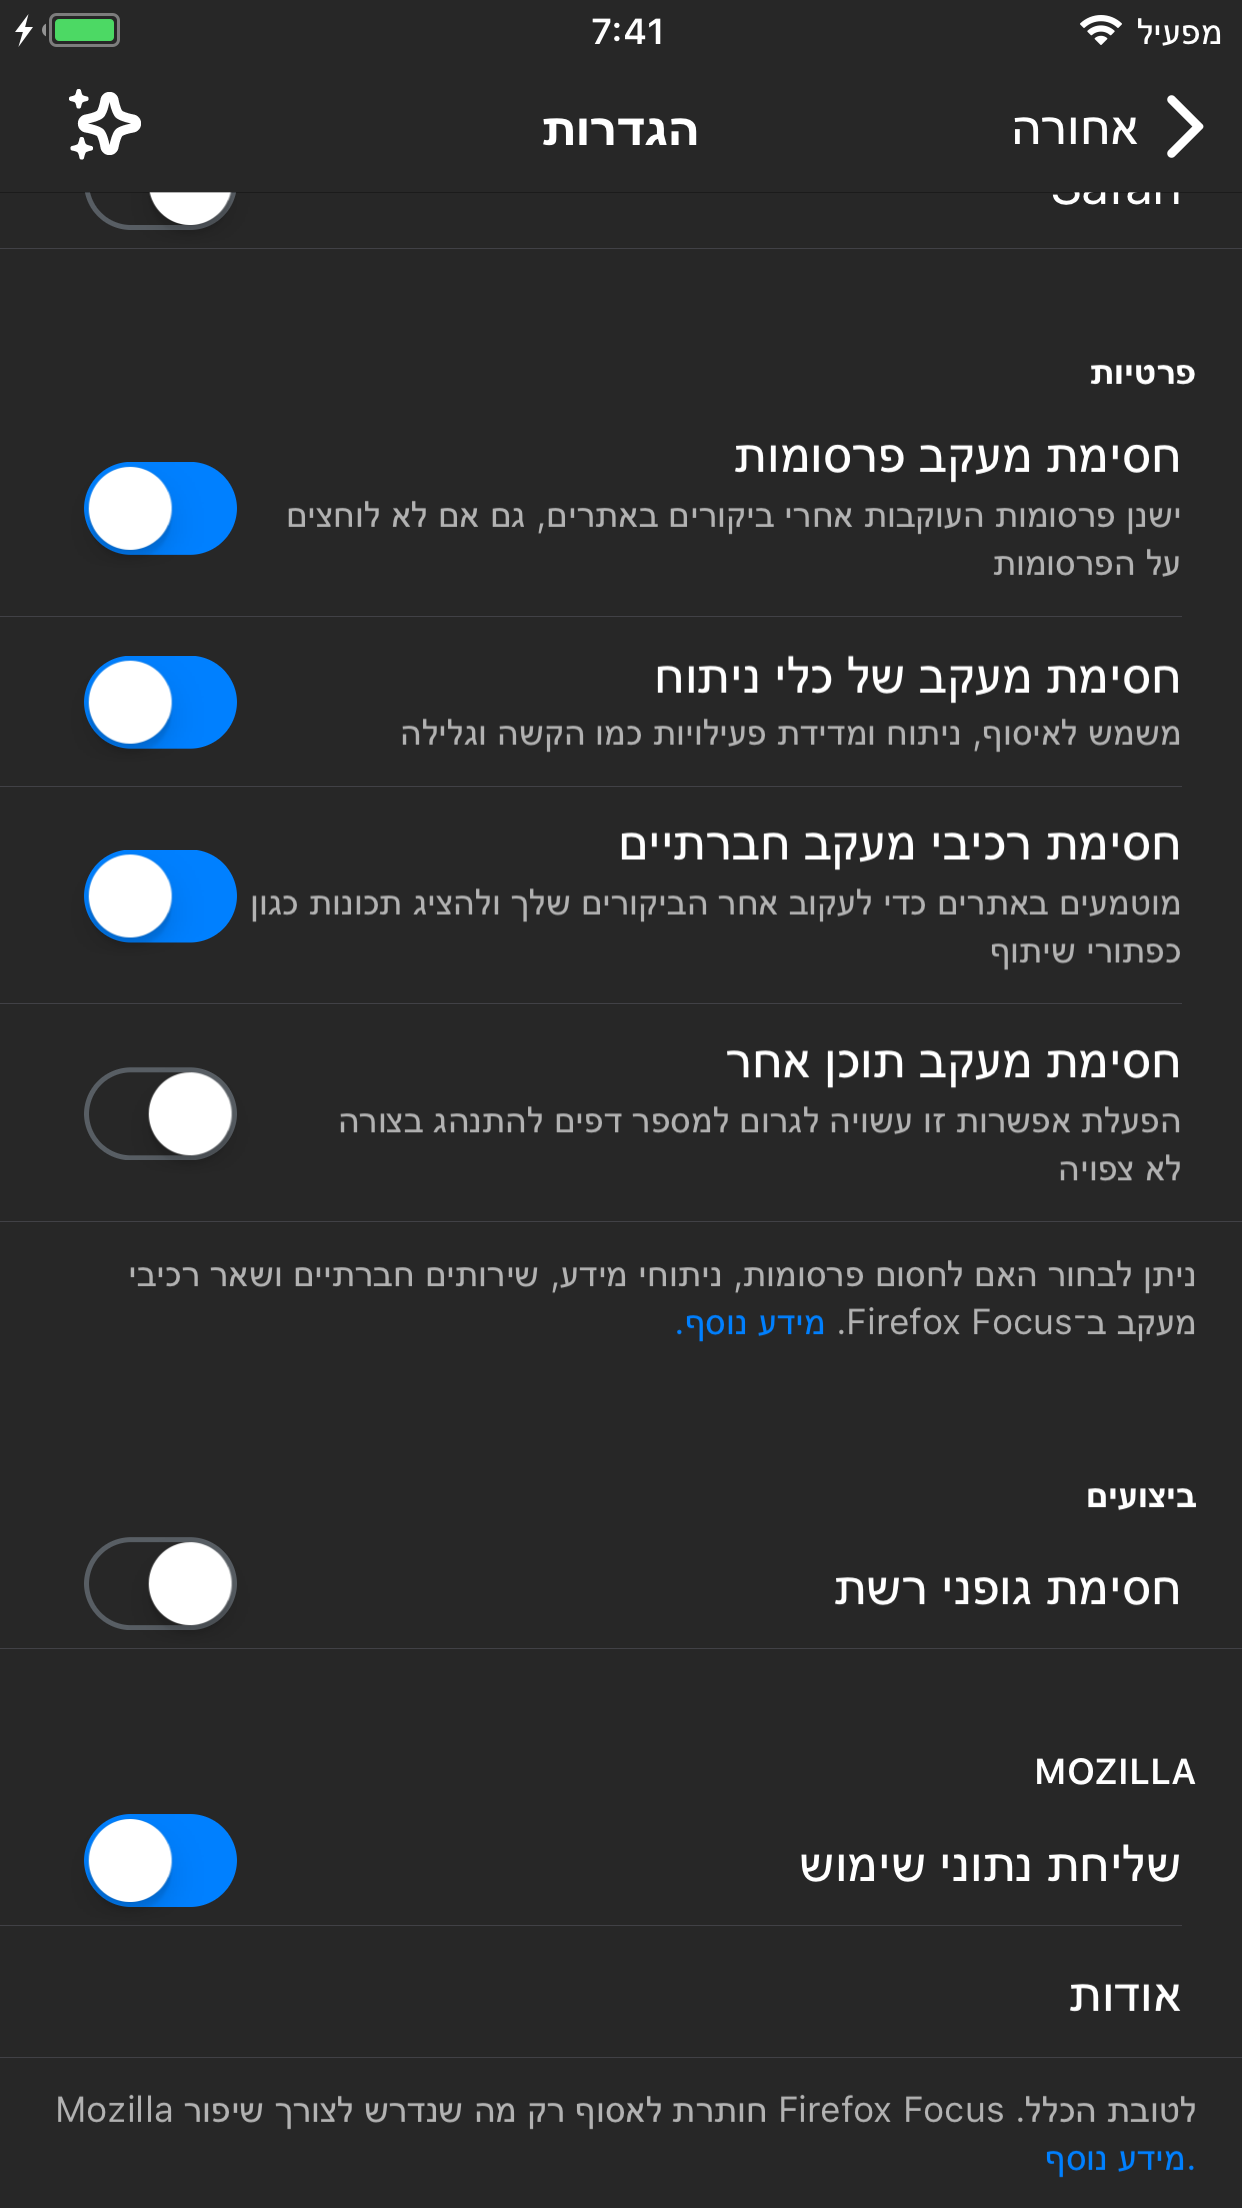 מפעיל
7:41
אחורה
הגדרות
Safari
פרטיות
חסימת מעקב פרסומות
ישנן פרסומות העוקבות אחרי ביקורים באתרים, גם אם לא לוחצים
על הפרסומות
חסימת מעקב של כלי ניתוח
משמש לאיסוף, ניתוח ומדידת פעילויות כמו הקשה וגלילה
חסימת רכיבי מעקב חברתיים
מוטמעים באתרים כדי לעקוב אחר הביקורים שלך ולהציג תכונות כגון
כפתורי שיתוף
חסימת מעקב תוכן אחר
הפעלת אפשרות זו עשויה לגרום למספר דפים להתנהג בצורה
לא צפויה
ניתן לבחור האם לחסום פרסומות, ניתוחי מידע, שירותים חברתיים ושאר רכיבי
מעקב ב־Firefox Focus. מידע נוסף.
ביצועים
חסימת גופני רשת
MOZILLA
שליחת נתוני שימוש
אודות
לטובת הכלל. Firefox Focus חותרת לאסוף רק מה שנדרש לצורך שיפור Mozilla
.מידע נוסף